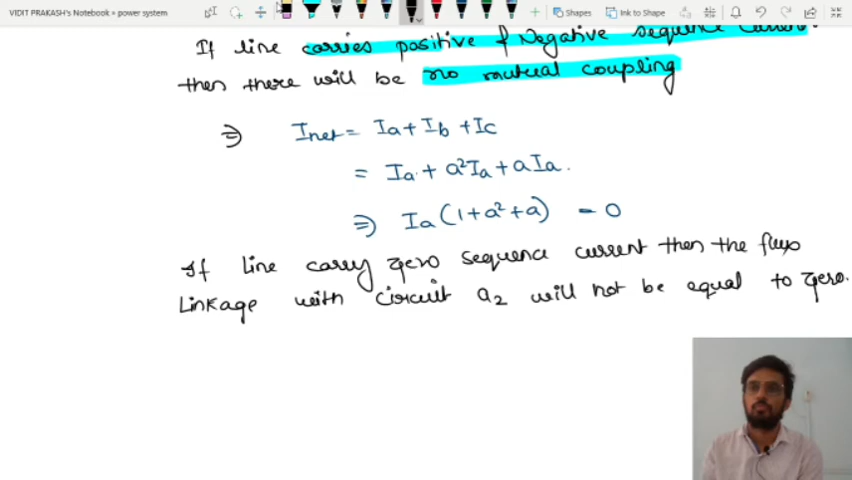 VIDIT PRAKASH's Notebook » power system
Shapes
Ink to Shape
If line carries positive & Negative sequence current.
then there will be no mutual coupling
⇒ Inet = Ia + Ib + Ic
= Ia + a²Ia + aIa.
⇒ Ia (1+a²+a) = 0
If line carry zero sequence current then the flux
Linkage with circuit a2 will not be equal to zero.